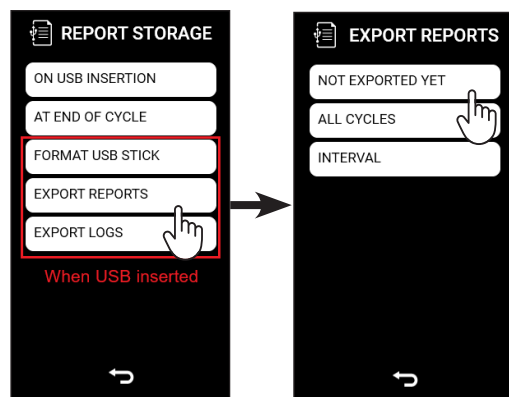 REPORT STORAGE
ON USB INSERTION
AT END OF CYCLE
FORMAT USB STICK
EXPORT REPORTS
EXPORT LOGS
When USB inserted
EXPORT REPORTS
NOT EXPORTED YET
ALL CYCLES
INTERVAL